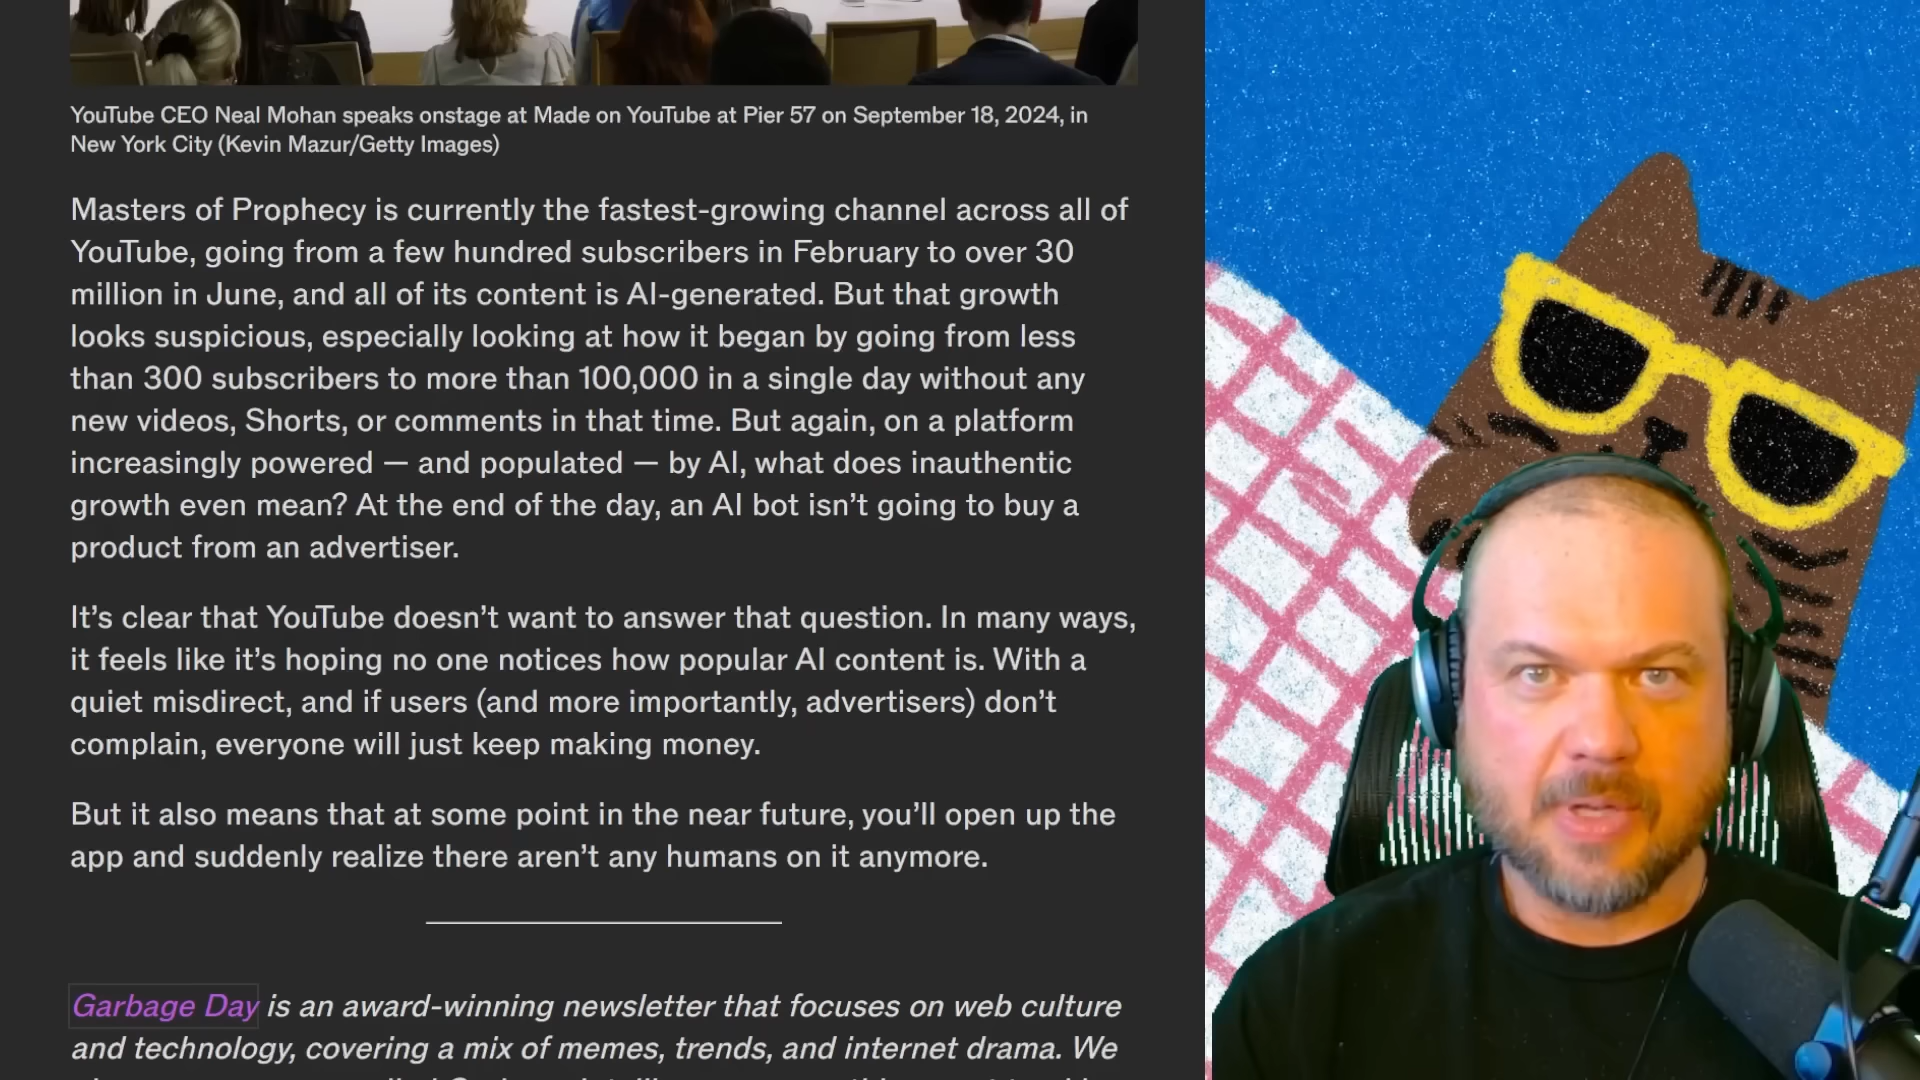 YouTube CEO Neal Mohan speaks onstage at Made on YouTube at Pier 57 on September 18, 2024, in
New York City (Kevin Mazur/Getty Images)
Masters of Prophecy is currently the fastest-growing channel across all of
YouTube, going from a few hundred subscribers in February to over 30
million in June, and all of its content is AI-generated. But that growth
looks suspicious, especially looking at how it began by going from less
than 300 subscribers to more than 100,000 in a single day without any
new videos, Shorts, or comments in that time. But again, on a platform
increasingly powered — and populated — by AI, what does inauthentic
growth even mean? At the end of the day, an AI bot isn’t going to buy a
product from an advertiser.
It’s clear that YouTube doesn’t want to answer that question. In many ways,
it feels like it’s hoping no one notices how popular AI content is. With a
quiet misdirect, and if users (and more importantly, advertisers) don’t
complain, everyone will just keep making money.
But it also means that at some point in the near future, you’ll open up the
app and suddenly realize there aren’t any humans on it anymore.
Garbage Day is an award-winning newsletter that focuses on web culture
and technology, covering a mix of memes, trends, and internet drama. We